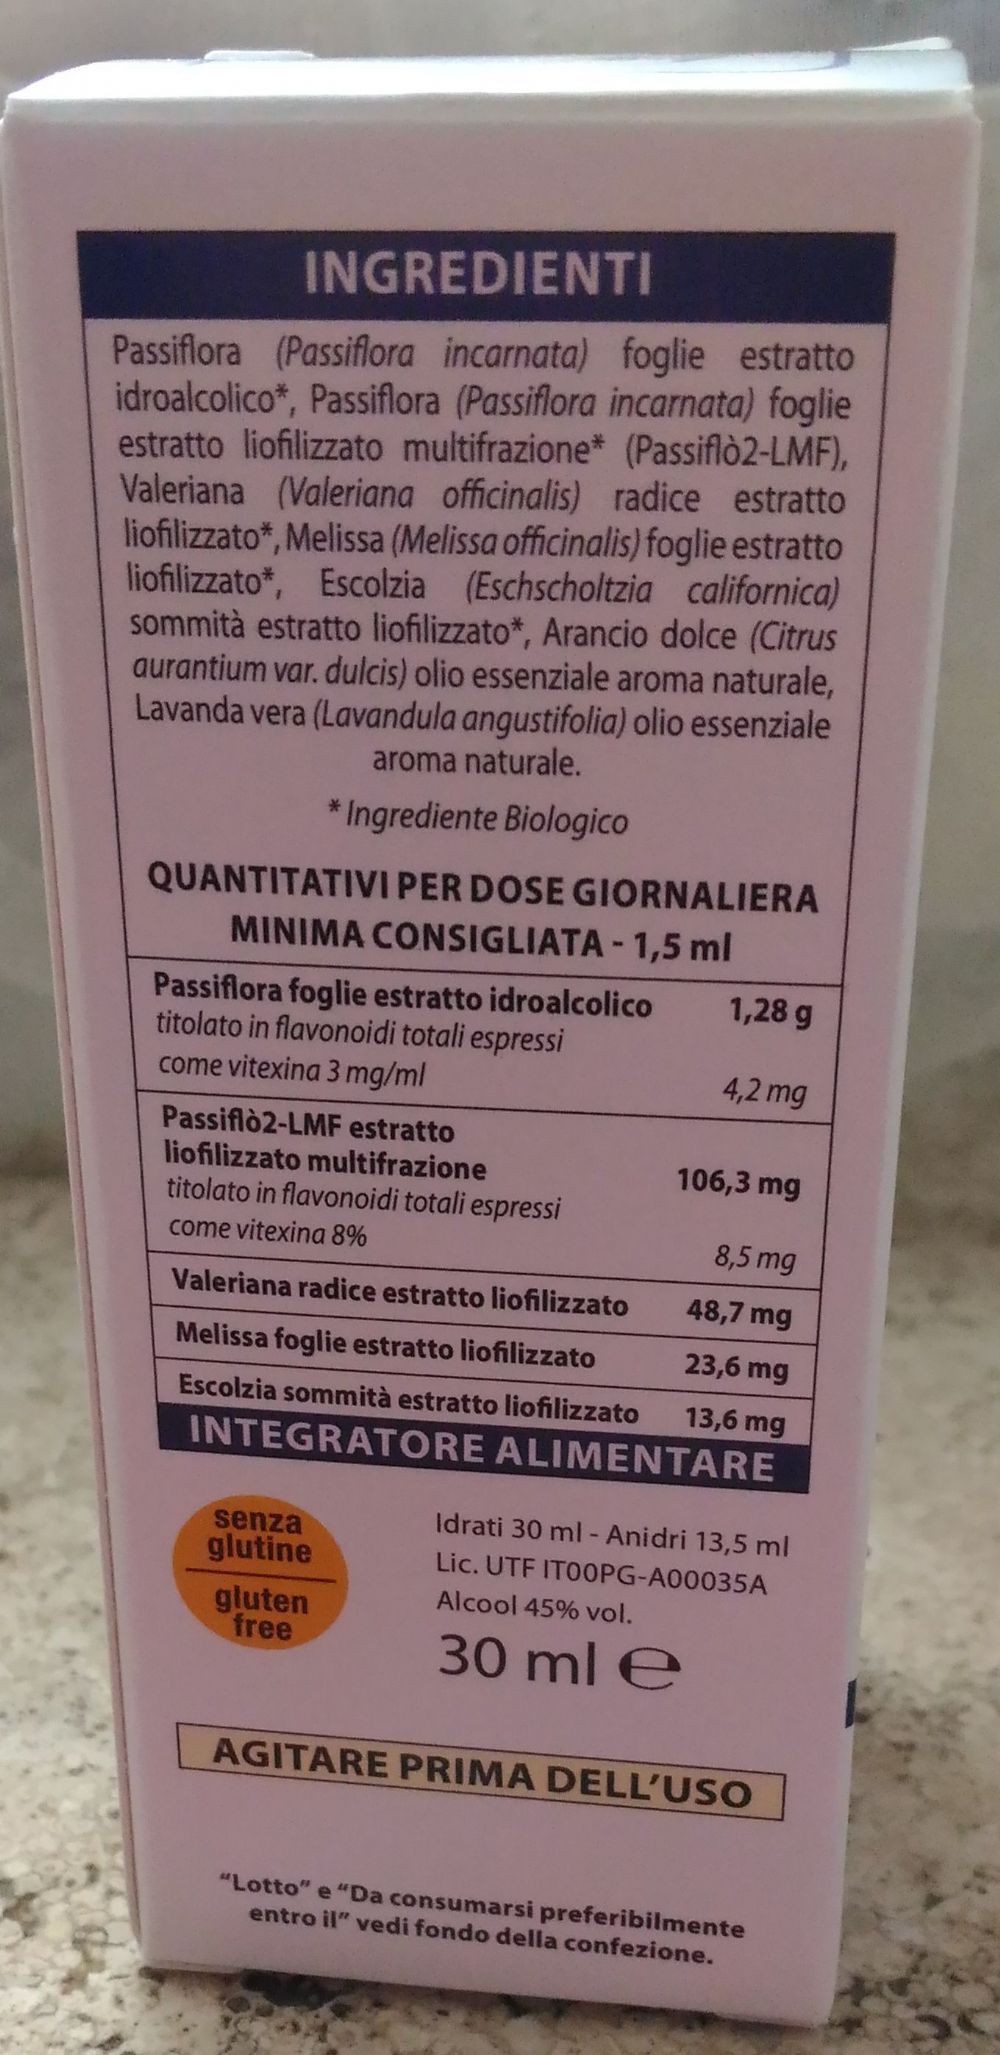 INGREDIENTI
Passiflora (Passiflora incarnata) foglie estratto
idroalcolico*, Passiflora (Passiflora incarnata) foglie
estratto liofilizzato multifrazione* (Passiflò2-LMF),
Valeriana (Valeriana officinalis) radice estratto
liofilizzato*, Melissa (Melissa officinalis) foglie estratto
liofilizzato*, Escolzia (Eschscholtzia californica)
sommità estratto liofilizzato*, Arancio dolce (Citrus
aurantium var. dulcis) olio essenziale aroma naturale,
Lavanda vera (Lavandula angustifolia) olio essenziale
aroma naturale.
* Ingrediente Biologico
QUANTITATIVI PER DOSE GIORNALIERA
MINIMA CONSIGLIATA - 1,5 ml
Passiflora foglie estratto idroalcolico 1,28 g
titolato in flavonoidi totali espressi
come vitexina 3 mg/ml 4,2 mg
Passiflò2-LMF estratto
liofilizzato multifrazione 106,3 mg
titolato in flavonoidi totali espressi
come vitexina 8% 8,5 mg
Valeriana radice estratto liofilizzato 48,7 mg
Melissa foglie estratto liofilizzato 23,6 mg
Escolzia sommità estratto liofilizzato 13,6 mg
INTEGRATORE ALIMENTARE
senza
glutine
gluten
free
Idrati 30 ml - Anidri 13,5 ml
Lic. UTF IT00PG-A00035A
Alcool 45% vol.
30 ml e
AGITARE PRIMA DELL'USO
"Lotto" e "Da consumarsi preferibilmente
entro il" vedi fondo della confezione.